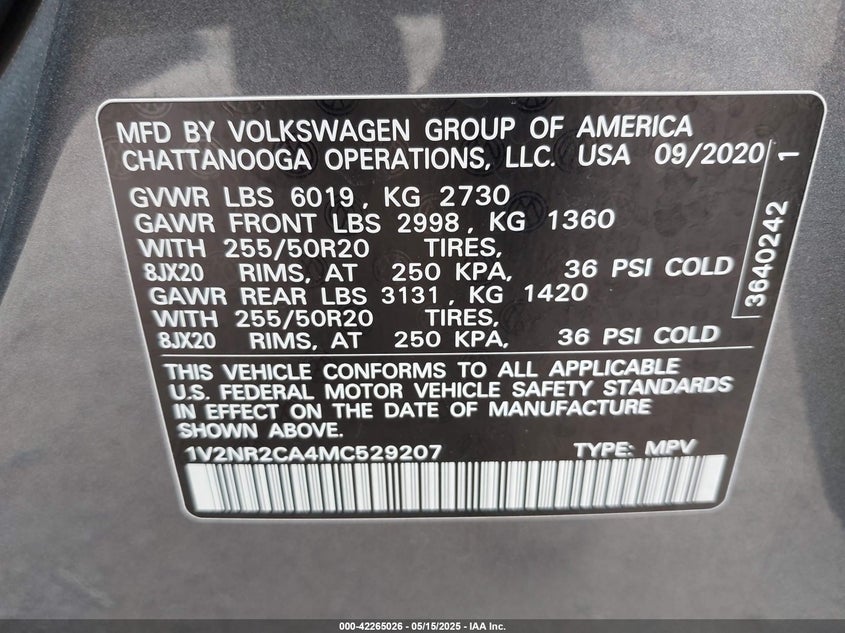 MFD BY VOLKSWAGEN GROUP OF AMERICA
CHATTANOOGA OPERATIONS, LLC. USA 09/2020
GVWR LBS 6019, KG 2730
GAWR FRONT LBS 2998, KG 1360
WITH 255/50R20 TIRES,
8JX20 RIMS, AT 250 KPA, 36 PSI COLD
GAWR REAR LBS 3131, KG 1420
WITH 255/50R20 TIRES,
8JX20 RIMS, AT 250 KPA, 36 PSI COLD
3640242 1
THIS VEHICLE CONFORMS TO ALL APPLICABLE
U.S. FEDERAL MOTOR VEHICLE SAFETY STANDARDS
IN EFFECT ON THE DATE OF MANUFACTURE
SHOWN ABOVE.
1V2NR2CA4MC529207 TYPE: MPV
000-42265026 - 05/15/2025 - IAA Inc.